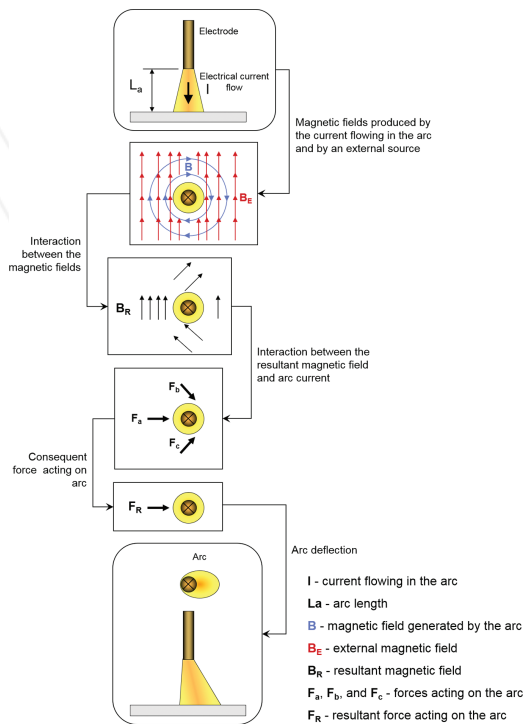 Electrode
Electrical current
flow
La
I
Magnetic fields produced by
the current flowing in the arc
and by an external source
B
BE
Interaction
between the
magnetic fields
BR
Interaction between the
resultant magnetic field
and arc current
Fb
Fa
Fc
Consequent
force acting on
arc
FR
Arc deflection
Arc
I - current flowing in the arc
La - arc length
B - magnetic field generated by the arc
BE - external magnetic field
BR - resultant magnetic field
Fa, Fb, and Fc - forces acting on the arc
FR - resultant force acting on the arc